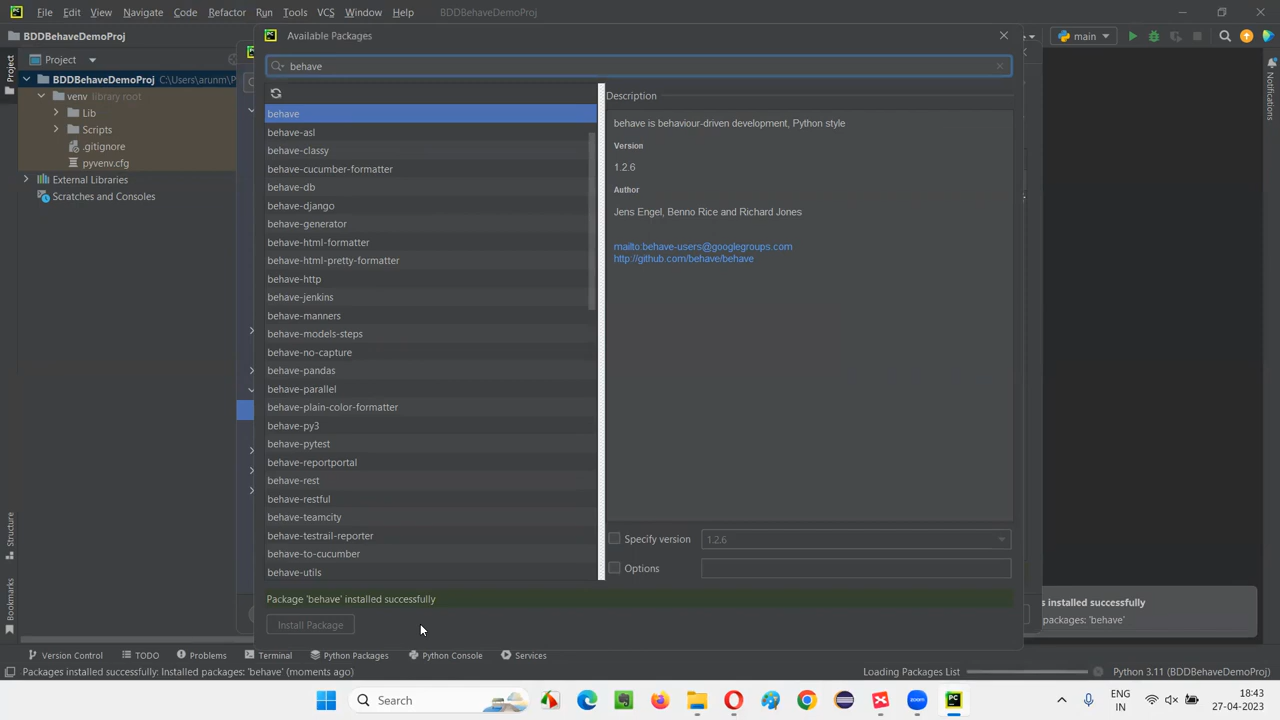 File Edit View Navigate Code Refactor Run Tools VCS Window Help BDDBehaveDemoProj
BDDBehaveDemoProj
Available Packages
main
Project
behave
BDDBehaveDemoProj C:\Users\arunm\P
venv library root
Lib
Scripts
.gitignore
pyvenv.cfg
External Libraries
Scratches and Consoles
behave
behave-asl
behave-classy
behave-cucumber-formatter
behave-db
behave-django
behave-generator
behave-html-formatter
behave-html-pretty-formatter
behave-http
behave-jenkins
behave-manners
behave-models-steps
behave-no-capture
behave-pandas
behave-parallel
behave-plain-color-formatter
behave-py3
behave-pytest
behave-reportportal
behave-rest
behave-restful
behave-teamcity
behave-testrail-reporter
behave-to-cucumber
behave-utils
Description
behave is behaviour-driven development, Python style
Version
1.2.6
Author
Jens Engel, Benno Rice and Richard Jones
mailto:behave-users@googlegroups.com
http://github.com/behave/behave
Specify version 1.2.6
Options
Package 'behave' installed successfully
Install Package
s installed successfully
packages: 'behave'
Project
Structure
Bookmarks
Notifications
Version Control TODO Problems Terminal Python Packages Python Console Services
Packages installed successfully: Installed packages: 'behave' (moments ago) Loading Packages List Python 3.11 (BDDBehaveDemoProj)
Search
ENG
IN
18:43
27-04-2023